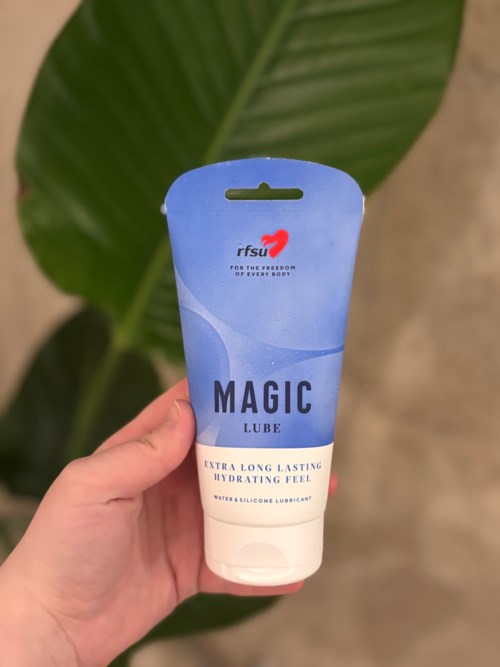 rfsu
FOR THE FREEDOM
OF EVERY BODY
MAGIC
LUBE
EXTRA LONG LASTING
HYDRATING FEEL
WATER & SILICONE LUBRICANT